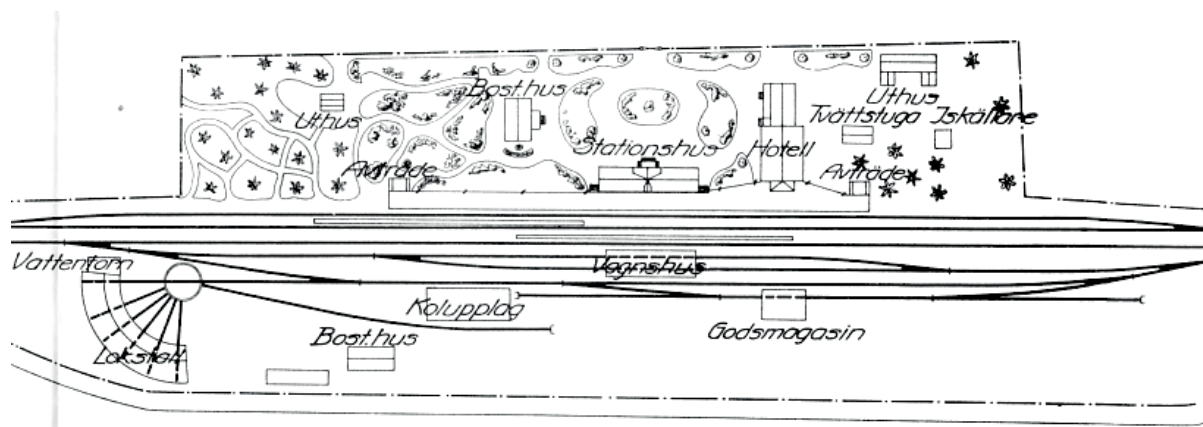 Bost.hus
Uthus
Uthus
Tvättstuga Iskällare
Stationshus
Hotell
Avträde
Avträde
Vattentorn
Vagnshus
Kolupplag
Godsmagasin
Bost.hus
Lokstall